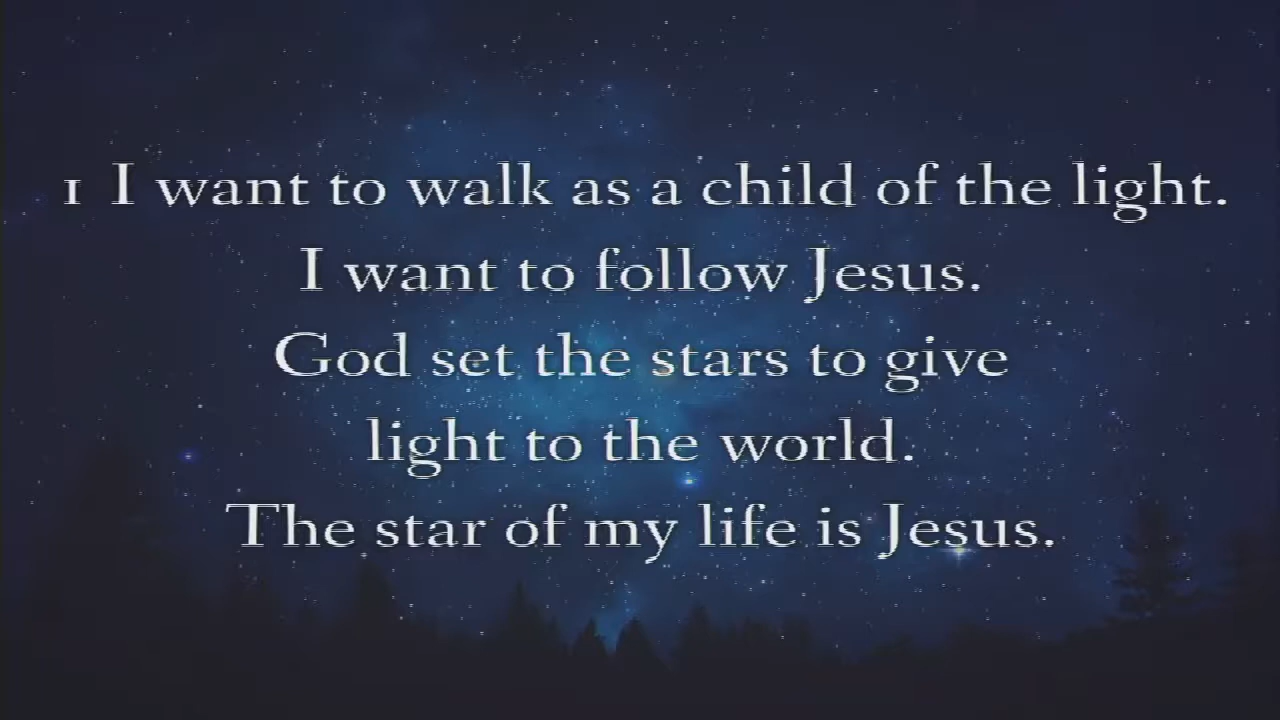 1 I want to walk as a child of the light.
I want to follow Jesus.
God set the stars to give
light to the world.
The star of my life is Jesus.